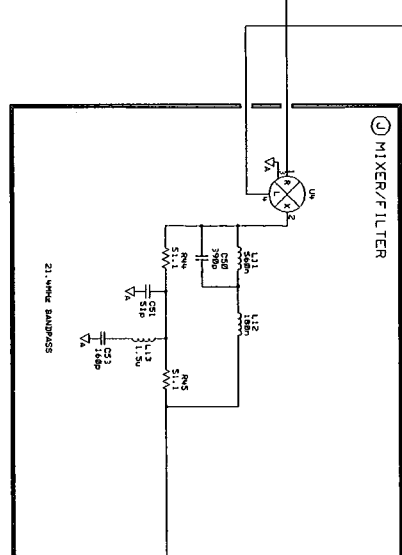 J MIXER/FILTER
U4
1
R
L
X
4
2
A
L11
560n
C50
390p
L12
180n
R44
51.1
C51
51p
A
R45
51.1
L13
1.5u
C53
160p
A
21.4MHz BANDPASS